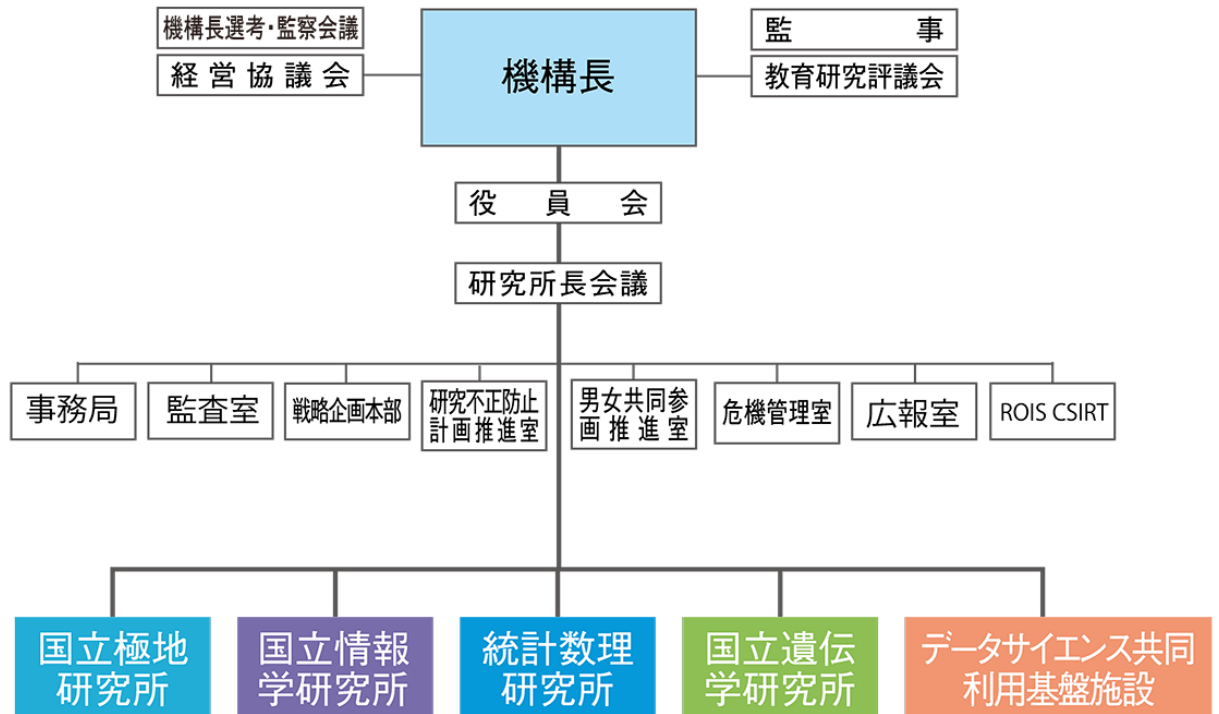 機構長選考・監察会議
経営協議会
機構長
監事
教育研究評議会
役員会
研究所長会議
事務局
監査室
戦略企画本部
研究不正防止
計画推進室
男女共同参
画推進室
危機管理室
広報室
ROIS CSIRT
国立極地
研究所
国立情報
学研究所
統計数理
研究所
国立遺伝
学研究所
データサイエンス共同
利用基盤施設